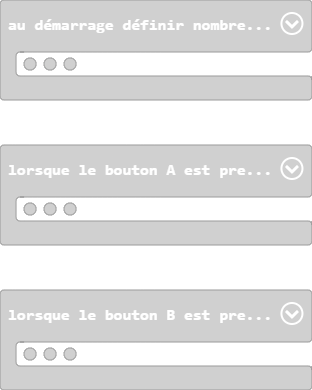 au démarrage définir nombre...
lorsque le bouton A est pre...
lorsque le bouton B est pre...